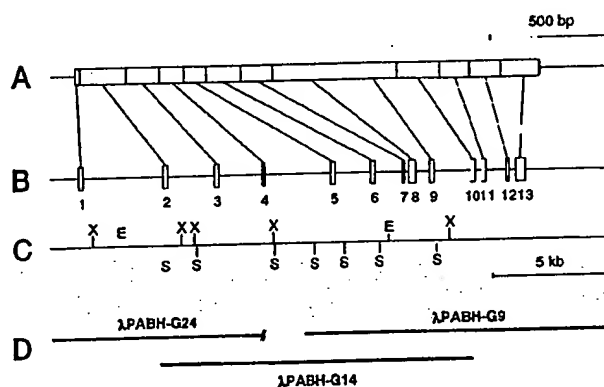 500 bp
A
B
1 2 3 4 5 6 7 8 9 10 11 12 13
X E X X X E X
C
S S S S S S S
5 kb
λPABH-G24 λPABH-G9
D
λPABH-G14